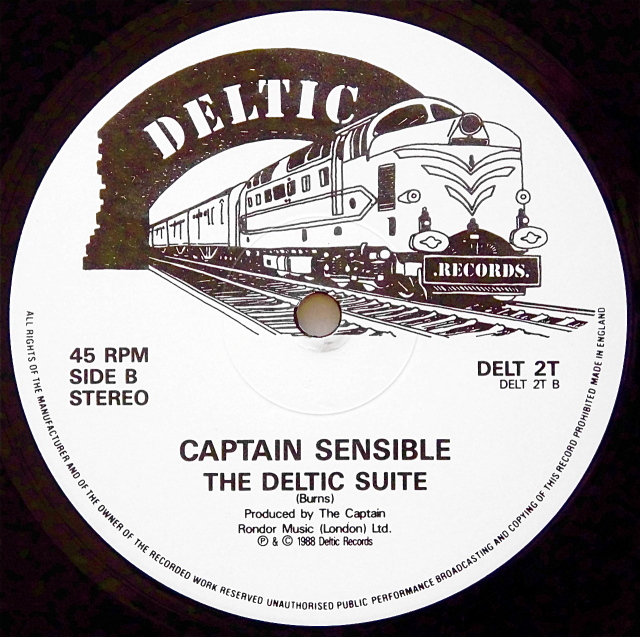 DELTIC
RECORDS.
45 RPM
SIDE B
STEREO
DELT 2T
DELT 2T B
CAPTAIN SENSIBLE
THE DELTIC SUITE
(Burns)
Produced by The Captain
Rondor Music (London) Ltd.
Ⓟ & © 1988 Deltic Records
ALL RIGHTS OF THE MANUFACTURER AND OF THE OWNER OF THE RECORDED WORK RESERVED UNAUTHORISED PUBLIC PERFORMANCE BROADCASTING AND COPYING OF THIS RECORD PROHIBITED MADE IN ENGLAND